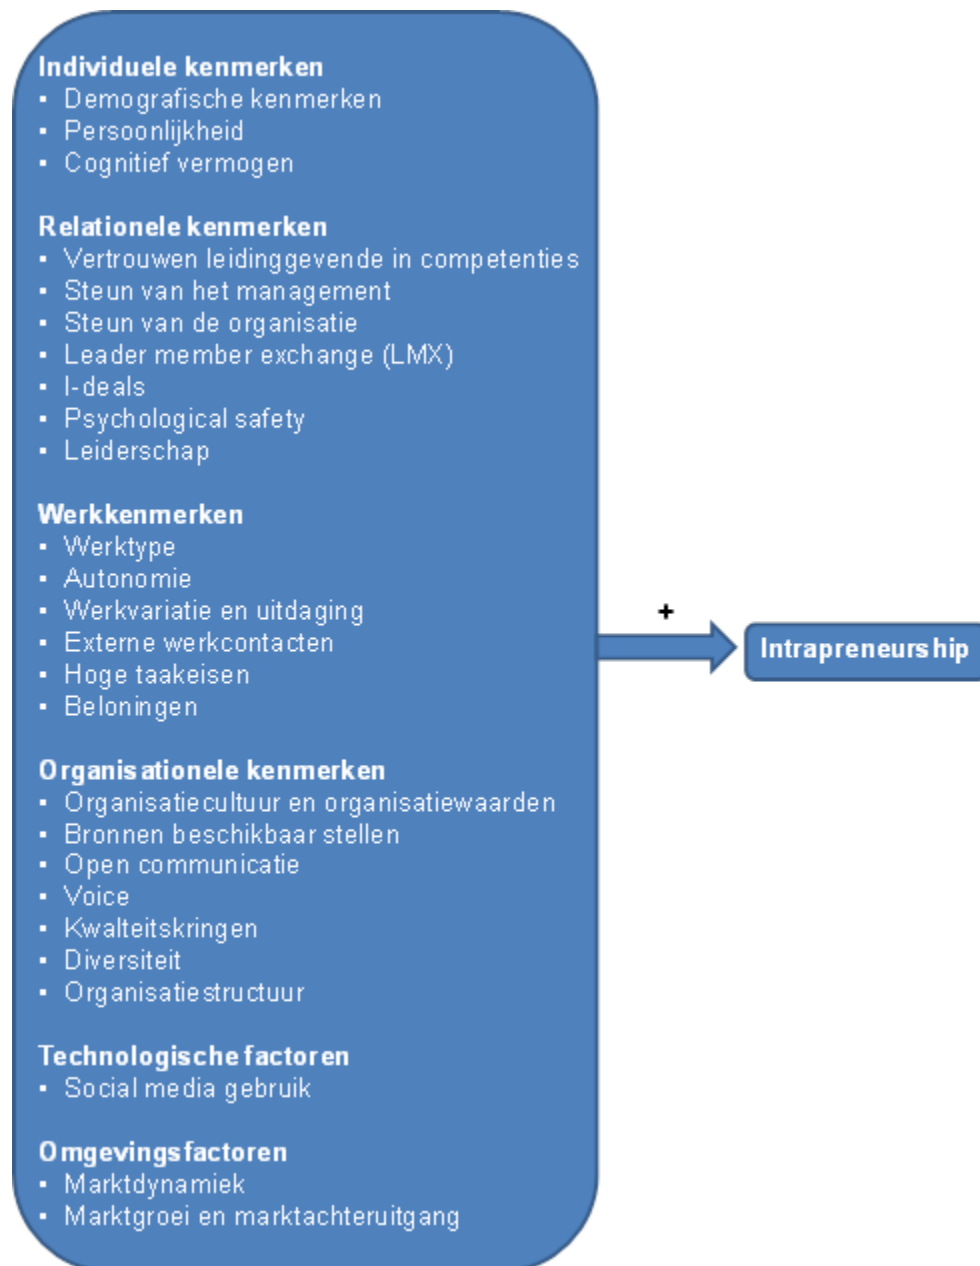 Individuele kenmerken
▪ Demografische kenmerken
▪ Persoonlijkheid
▪ Cognitief vermogen
Relationele kenmerken
▪ Vertrouwen leidinggevende in competenties
▪ Steun van het management
▪ Steun van de organisatie
▪ Leader member exchange (LMX)
▪ I-deals
▪ Psychological safety
▪ Leiderschap
Werkkenmerken
▪ Werktype
▪ Autonomie
▪ Werkvariatie en uitdaging
▪ Externe werkcontacten
▪ Hoge taakeisen
▪ Beloningen
Organisationele kenmerken
▪ Organisatiecultuur en organisatiewaarden
▪ Bronnen beschikbaar stellen
▪ Open communicatie
▪ Voice
▪ Kwalteitskringen
▪ Diversiteit
▪ Organisatiestructuur
Technologische factoren
▪ Social media gebruik
Omgevingsfactoren
▪ Marktdynamiek
▪ Marktgroei en marktachteruitgang
+
Intrapreneurship